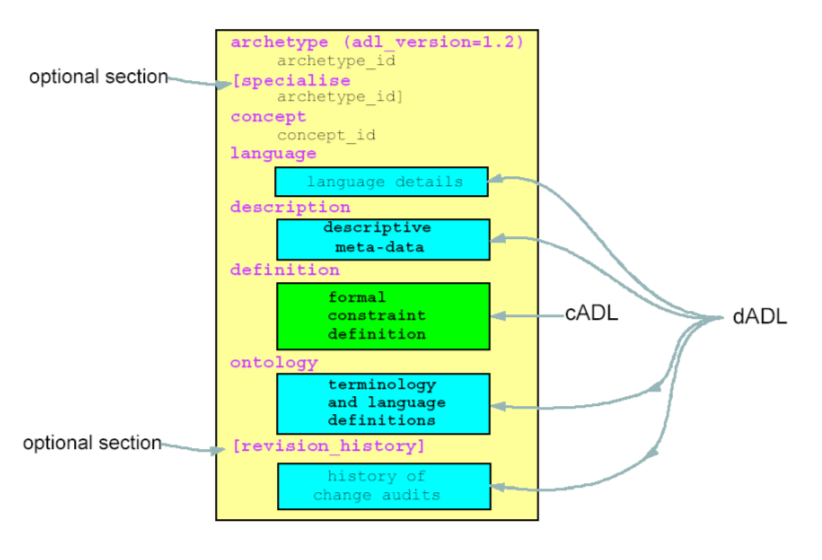 archetype (adl_version=1.2)
archetype_id
optional section
[specialise
archetype_id]
concept
concept_id
language
language details
description
descriptive
meta-data
definition
formal
constraint
definition
cADL
dADL
ontology
terminology
and language
definitions
optional section
[revision_history]
history of
change audits